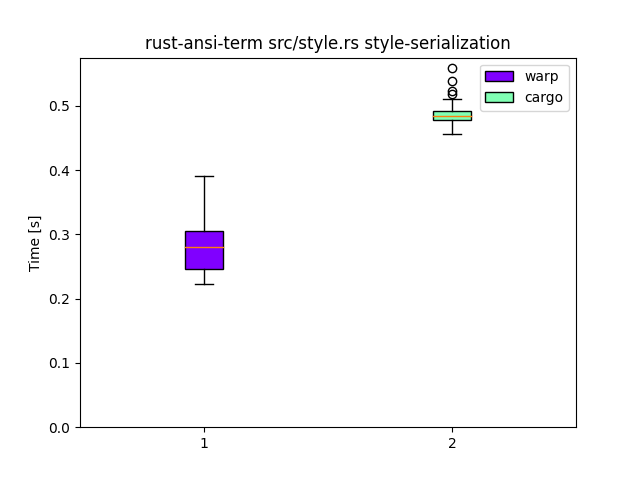 rust-ansi-term src/style.rs style-serialization
warp
cargo
Time [s]
0.5
0.4
0.3
0.2
0.1
0.0
1 2